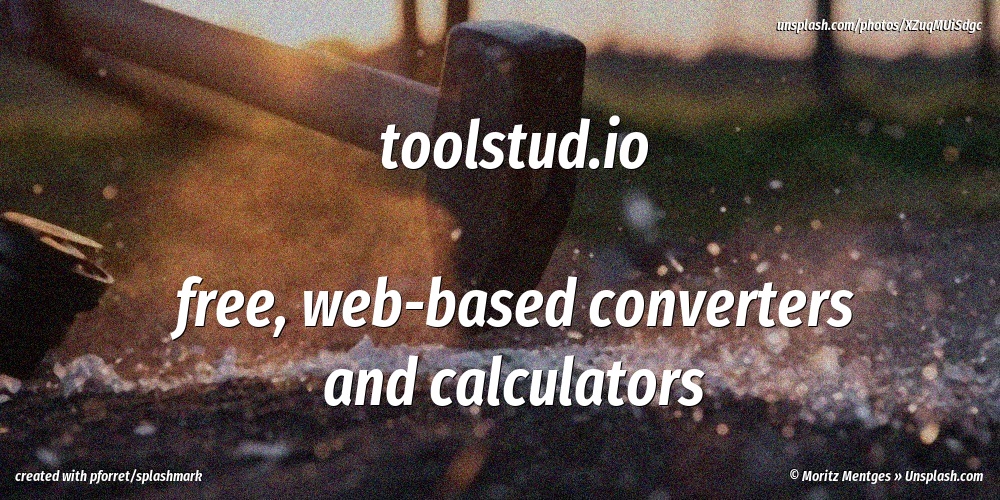 unsplash.com/photos/XZuqMUiSdgc
toolstud.io
free, web-based converters
and calculators
created with pforret/splashmark
© Moritz Mentges » Unsplash.com